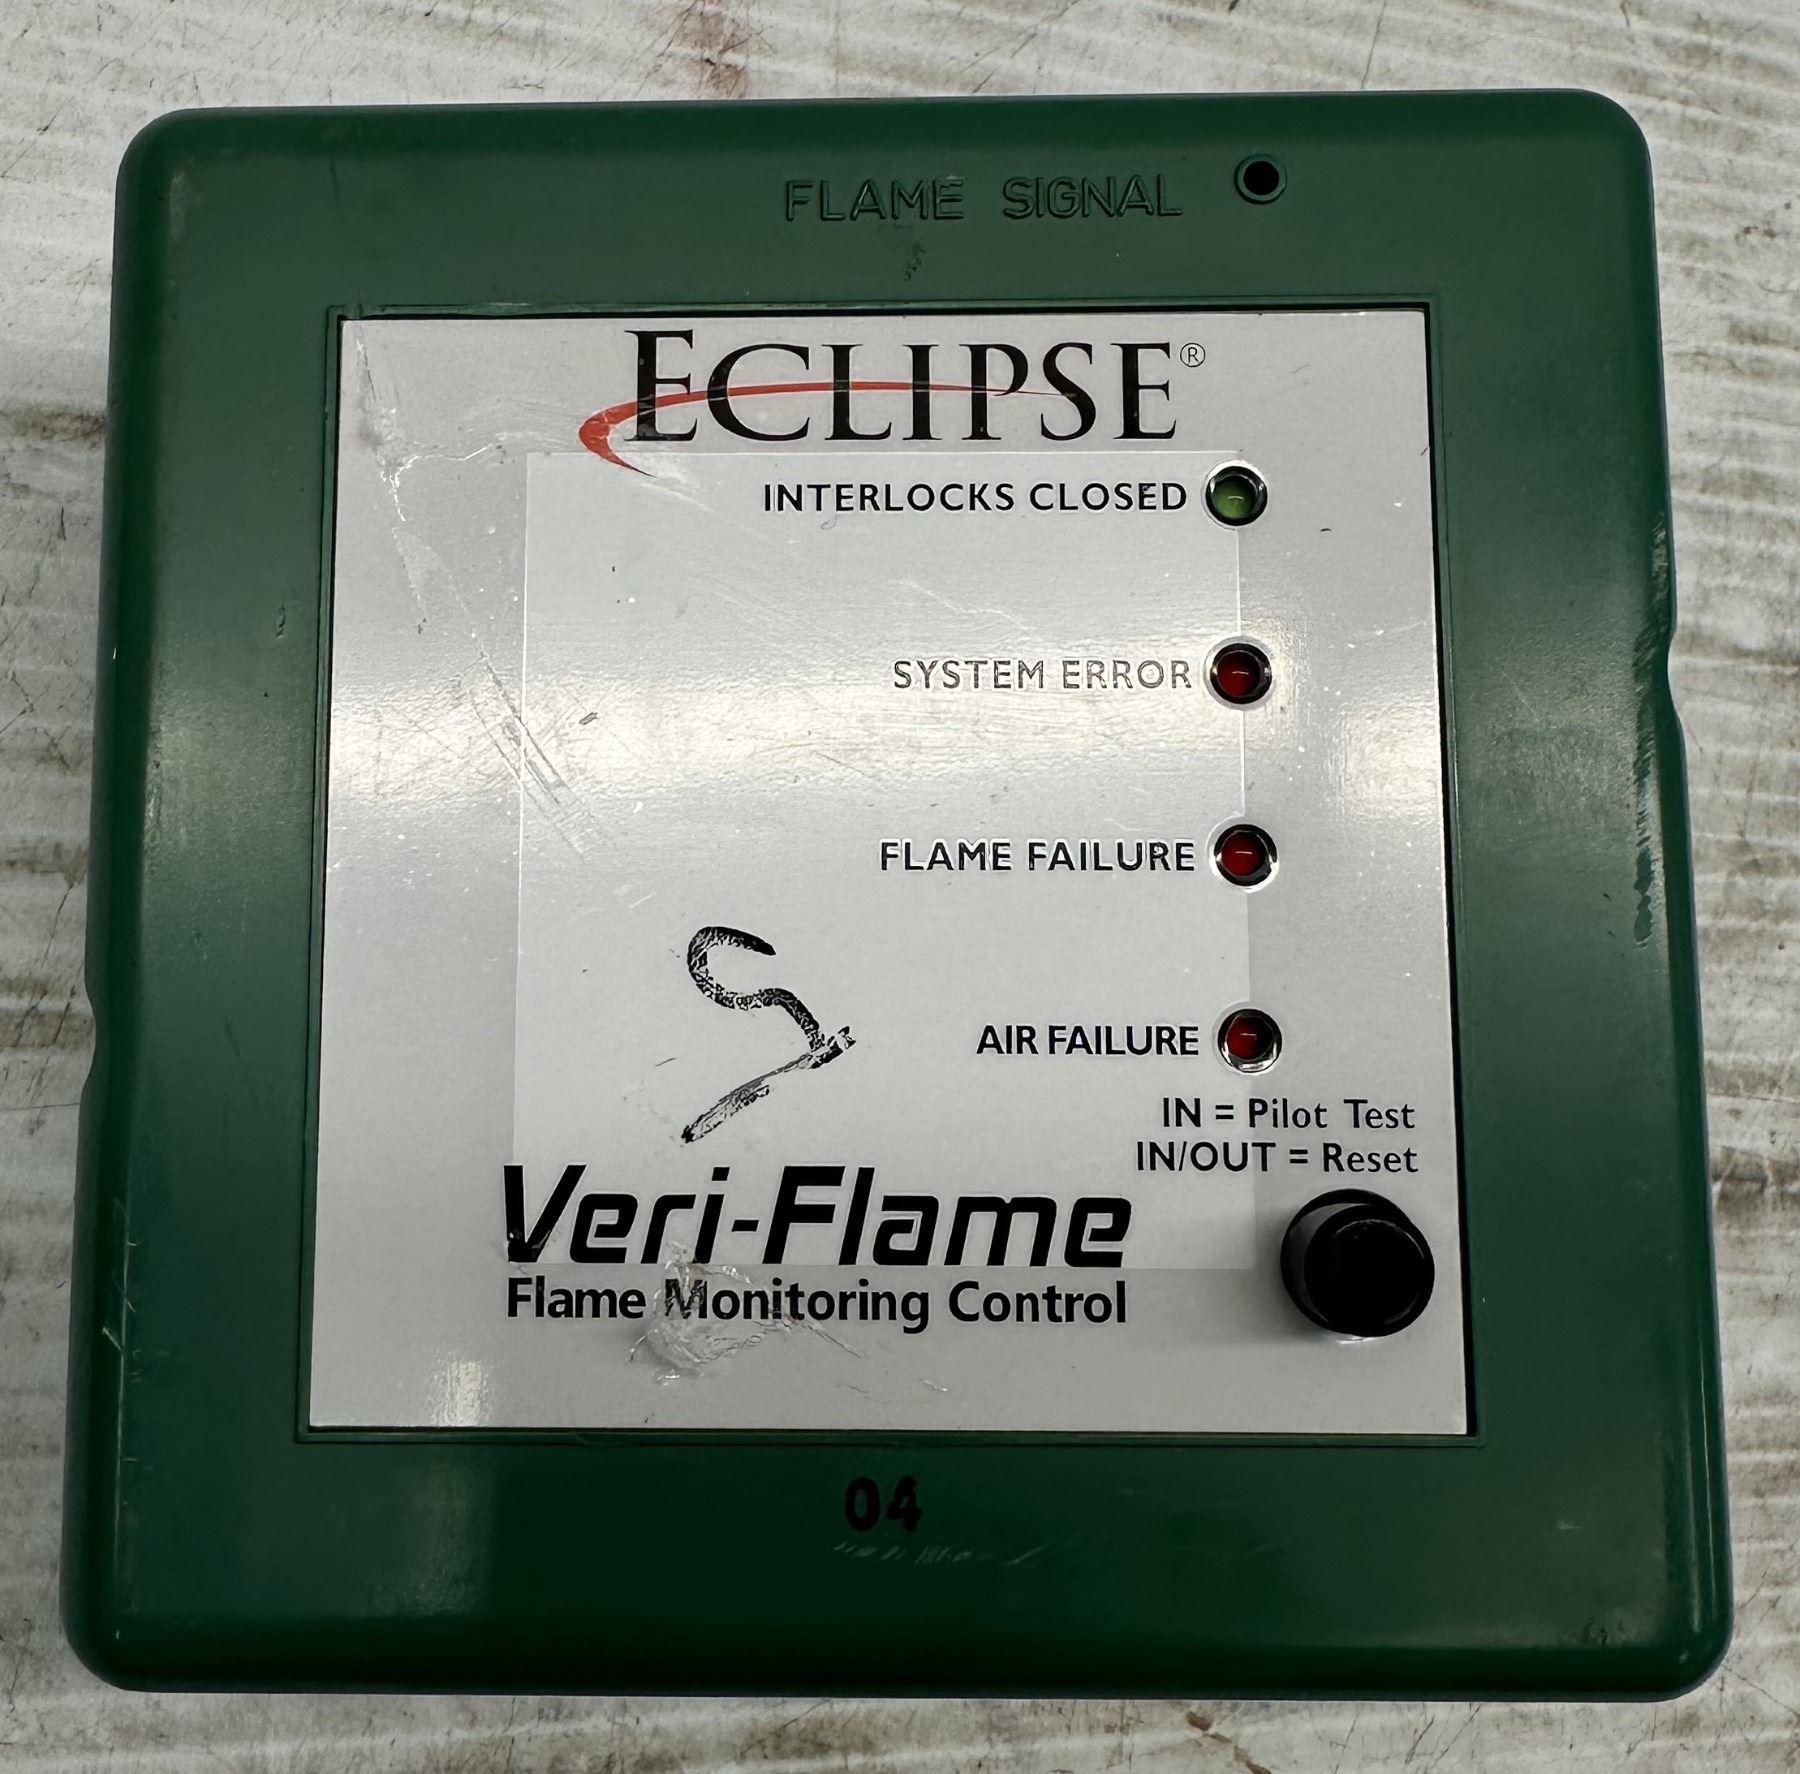 FLAME SIGNAL
ECLIPSE®
INTERLOCKS CLOSED
SYSTEM ERROR
FLAME FAILURE
AIR FAILURE
IN = Pilot Test
IN/OUT = Reset
Veri-Flame
Flame Monitoring Control
04